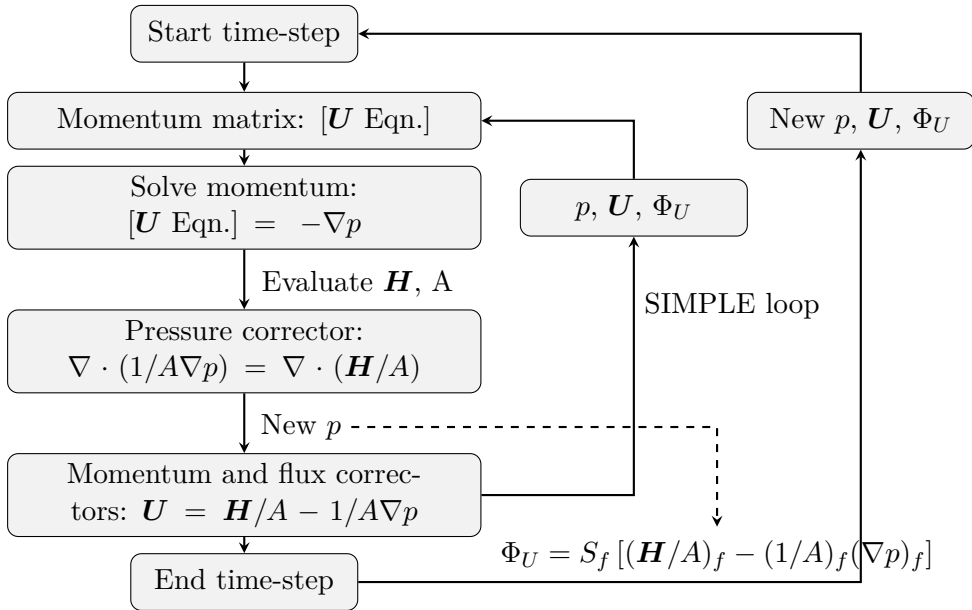 Start time-step
Momentum matrix: [𝑼 Eqn.]
New p, 𝑼, Φ_U
Solve momentum:
[𝑼 Eqn.] = −∇p
p, 𝑼, Φ_U
Evaluate 𝑯, A
SIMPLE loop
Pressure corrector:
∇ · (1/A∇p) = ∇ · (𝑯/A)
New p
Momentum and flux correc-
tors: 𝑼 = 𝑯/A − 1/A∇p
Φ_U = S_f [(𝑯/A)_f − (1/A)_f(∇p)_f]
End time-step